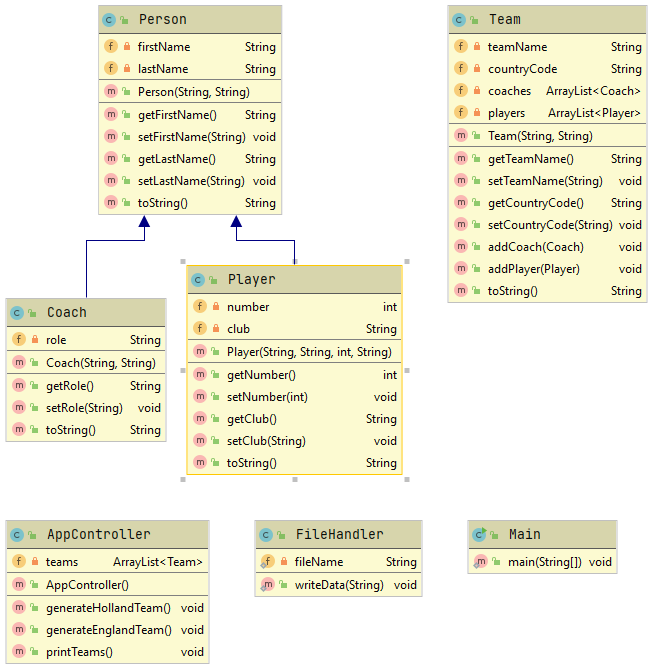 Person
firstName String
lastName String
Person(String, String)
getFirstName() String
setFirstName(String) void
getLastName() String
setLastName(String) void
toString() String
Team
teamName String
countryCode String
coaches ArrayList<Coach>
players ArrayList<Player>
Team(String, String)
getTeamName() String
setTeamName(String) void
getCountryCode() String
setCountryCode(String) void
addCoach(Coach) void
addPlayer(Player) void
toString() String
Coach
role String
Coach(String, String)
getRole() String
setRole(String) void
toString() String
Player
number int
club String
Player(String, String, int, String)
getNumber() int
setNumber(int) void
getClub() String
setClub(String) void
toString() String
AppController
teams ArrayList<Team>
AppController()
generateHollandTeam() void
generateEnglandTeam() void
printTeams() void
FileHandler
fileName String
writeData(String) void
Main
main(String[]) void